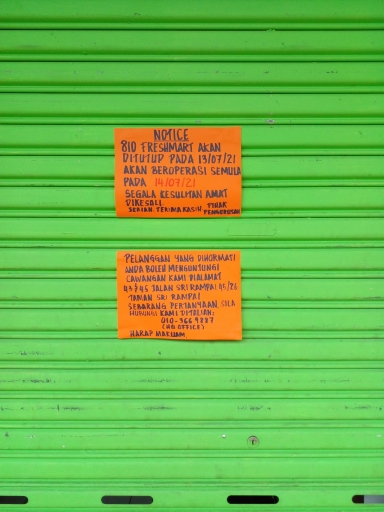 NOTICE
810 FRESHMART AKAN
DITUTUP PADA 13/07/21
AKAN BEROPERASI SEMULA
PADA 14/07/21
SEGALA KESULITAN AMAT
DIKESALI.
SEKIAN TERIMA KASIH, PIHAK
PENGURUSAN
PELANGGAN YANG DIHORMATI
ANDA BOLEH MENGUNJUNGI
CAWANGAN KAMI DIALAMAT
43/45 JALAN SRI RAMPAI
TAMAN SRI RAMPAI
SEBARANG PERTANYAAN, SILA
HUBUNGI KAMI DITALIAN:
(HQ OFFICE)
HARAP MAKLUM